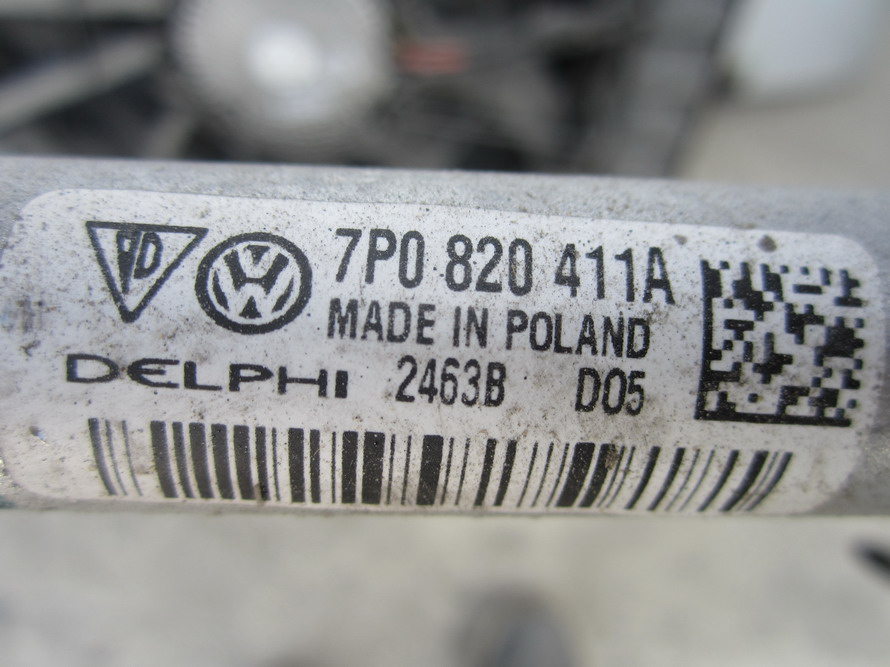 7P0 820 411A
MADE IN POLAND
DELPHI 2463B D05